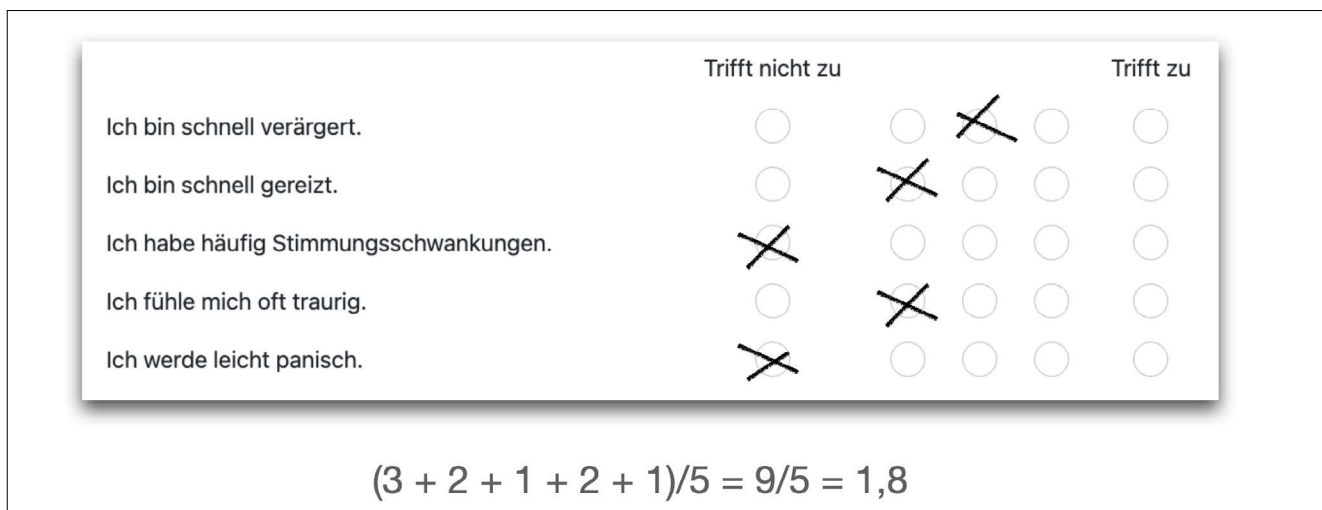 Trifft nicht zu Trifft zu
Ich bin schnell verärgert.
Ich bin schnell gereizt.
Ich habe häufig Stimmungsschwankungen.
Ich fühle mich oft traurig.
Ich werde leicht panisch.
(3 + 2 + 1 + 2 + 1)/5 = 9/5 = 1,8